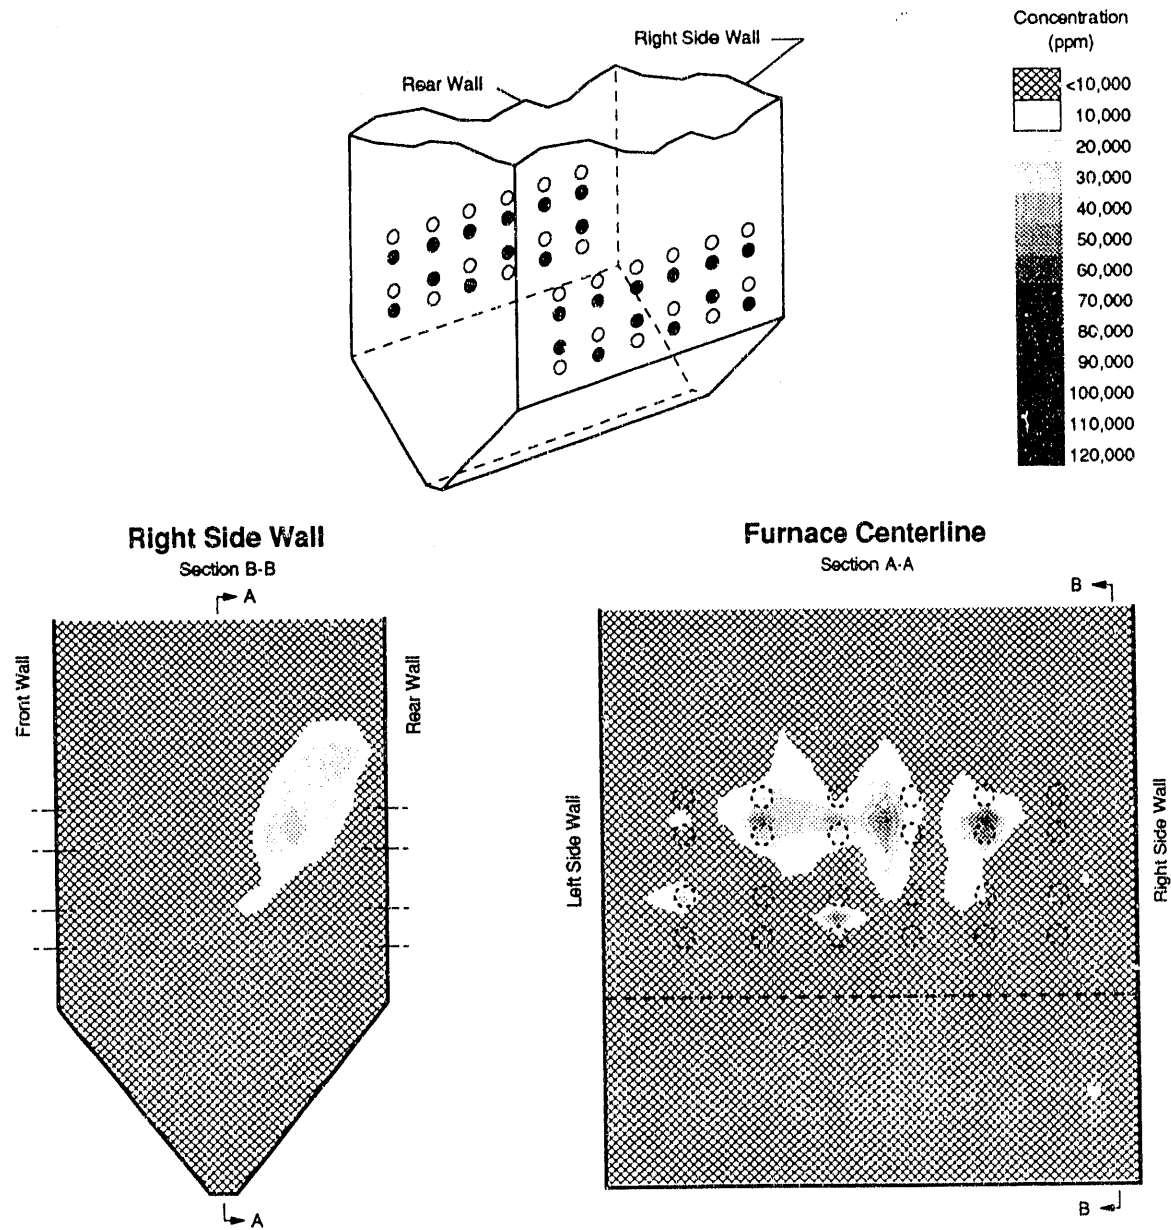 Right Side Wall
Rear Wall
Concentration
(ppm)
<10,000
10,000
20,000
30,000
40,000
50,000
60,000
70,000
80,000
90,000
100,000
110,000
120,000
Right Side Wall
Section B-B
A
Front Wall
Rear Wall
A
Furnace Centerline
Section A-A
B
Left Side Wall
Right Side Wall
B